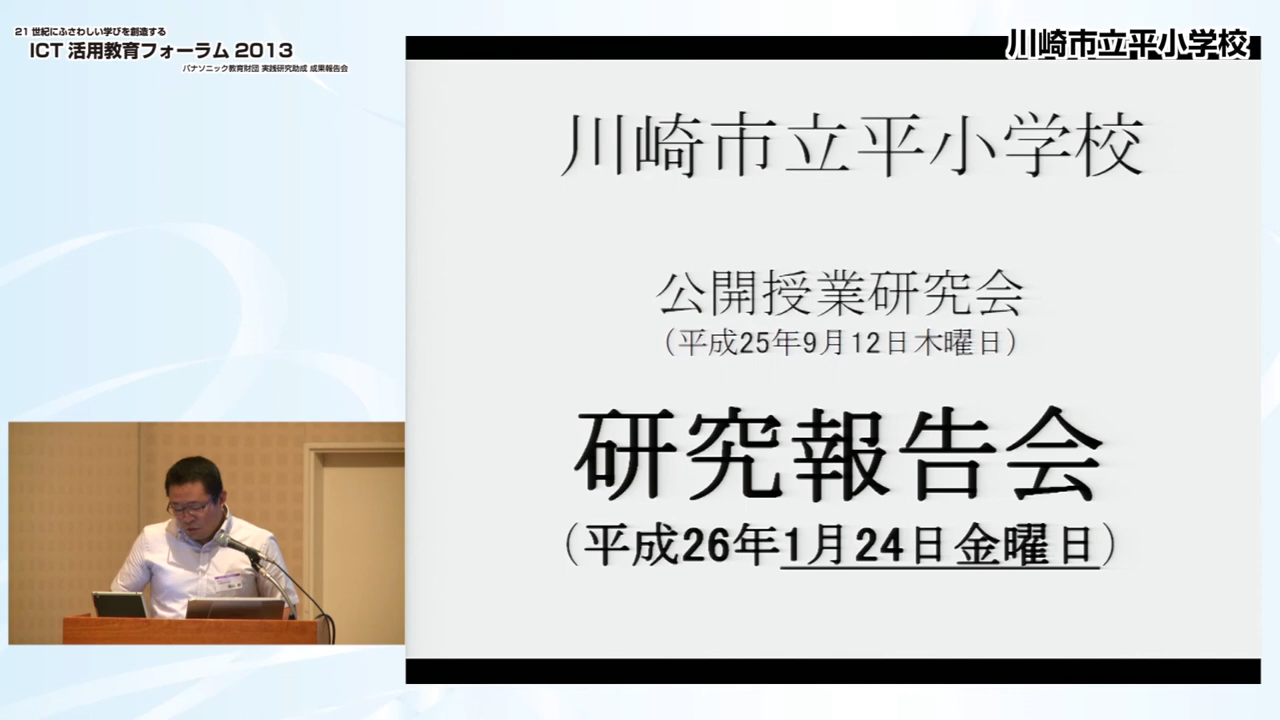 21 世紀にふさわしい学びを創造する
ICT 活用教育フォーラム 2013
パナソニック教育財団 実践研究助成 成果報告会
川崎市立平小学校
川崎市立平小学校
公開授業研究会
（平成25年9月12日木曜日）
研究報告会
（平成26年1月24日金曜日）